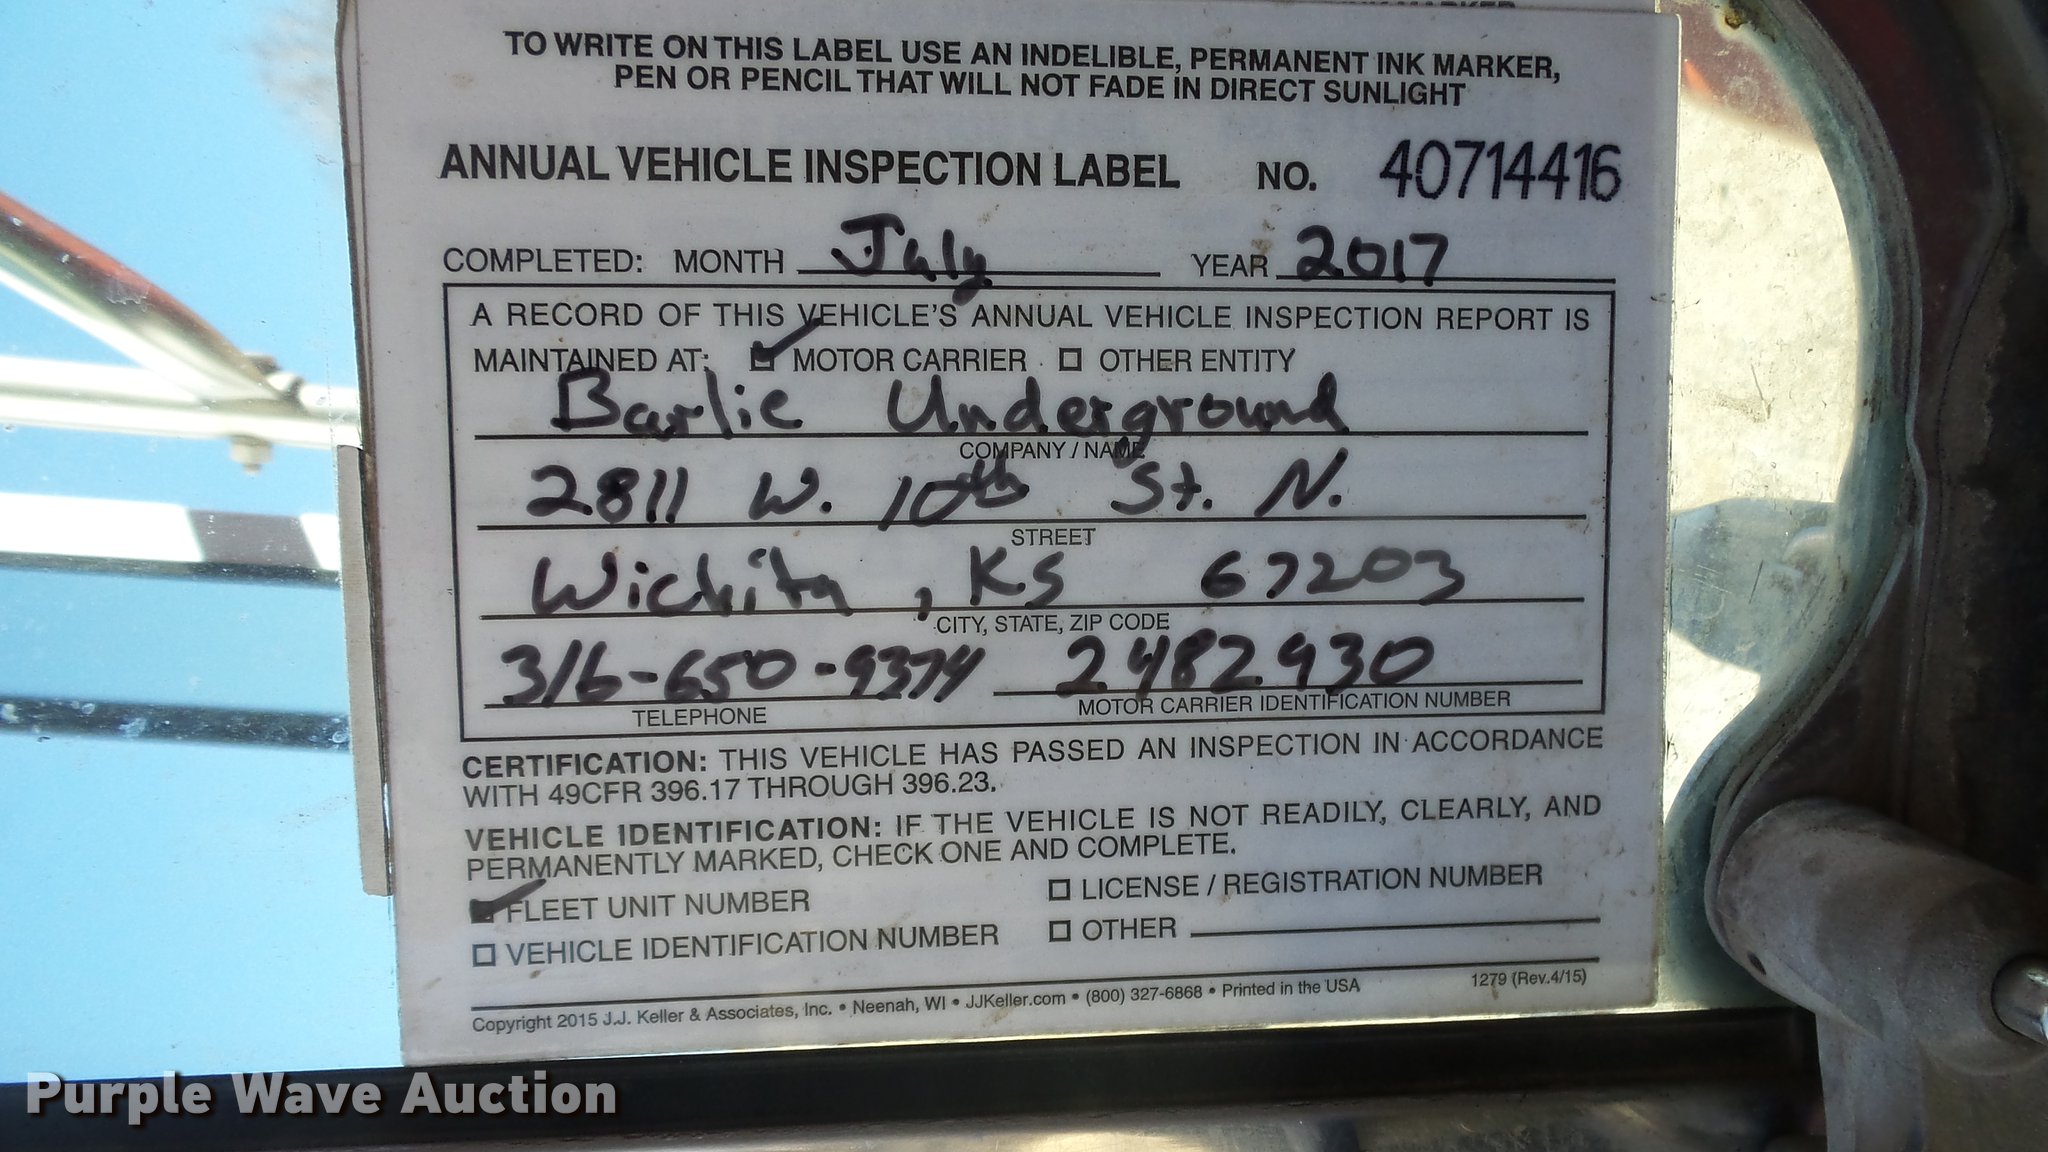 TO WRITE ON THIS LABEL USE AN INDELIBLE, PERMANENT INK MARKER,
PEN OR PENCIL THAT WILL NOT FADE IN DIRECT SUNLIGHT
ANNUAL VEHICLE INSPECTION LABEL NO. 40714416
COMPLETED: MONTH July YEAR 2017
A RECORD OF THIS VEHICLE'S ANNUAL VEHICLE INSPECTION REPORT IS
MAINTAINED AT: MOTOR CARRIER OTHER ENTITY
Barlie Underground
COMPANY / NAME
2811 W. 10th St. N.
STREET
Wichita, KS 67203
CITY, STATE, ZIP CODE
316-650-9374 2482930
TELEPHONE MOTOR CARRIER IDENTIFICATION NUMBER
CERTIFICATION: THIS VEHICLE HAS PASSED AN INSPECTION IN ACCORDANCE
WITH 49CFR 396.17 THROUGH 396.23.
VEHICLE IDENTIFICATION: IF THE VEHICLE IS NOT READILY, CLEARLY, AND
PERMANENTLY MARKED, CHECK ONE AND COMPLETE.
FLEET UNIT NUMBER LICENSE / REGISTRATION NUMBER
VEHICLE IDENTIFICATION NUMBER OTHER
Copyright 2015 J.J. Keller & Associates, Inc. • Neenah, WI • JJKeller.com • (800) 327-6868 • Printed in the USA 1279 (Rev.4/15)
Purple Wave Auction